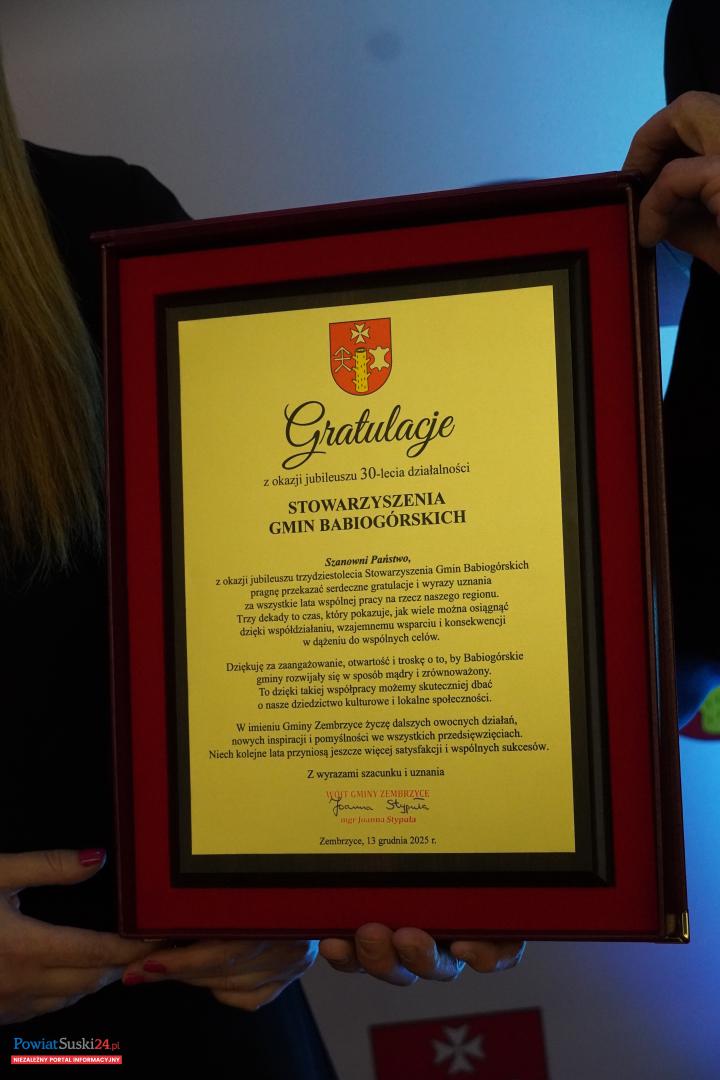 Gratulacje
z okazji jubileuszu 30-lecia działalności
STOWARZYSZENIA
GMIN BABIOGÓRSKICH
Szanowni Państwo,
z okazji jubileuszu trzydziestolecia Stowarzyszenia Gmin Babiogórskich
pragnę przekazać serdeczne gratulacje i wyrazy uznania
za wszystkie lata wspólnej pracy na rzecz naszego regionu.
Trzy dekady to czas, który pokazuje, jak wiele można osiągnąć
dzięki współdziałaniu, wzajemnemu wsparciu i konsekwencji
w dążeniu do wspólnych celów.
Dziękuję za zaangażowanie, otwartość i troskę o to, by Babiogórskie
gminy rozwijały się w sposób mądry i zrównoważony.
To dzięki takiej współpracy możemy skuteczniej dbać
o nasze dziedzictwo kulturowe i lokalne społeczności.
W imieniu Gminy Zembrzyce życzę dalszych owocnych działań,
nowych inspiracji i pomyślności we wszystkich przedsięwzięciach.
Niech kolejne lata przyniosą jeszcze więcej satysfakcji i wspólnych sukcesów.
Z wyrazami szacunku i uznania
WÓJT GMINY ZEMBRZYCE
Joanna Stypuła
mgr Joanna Stypuła
Zembrzyce, 13 grudnia 2025 r.
PowiatSuski24.pl
NIEZALEŻNY PORTAL INFORMACYJNY